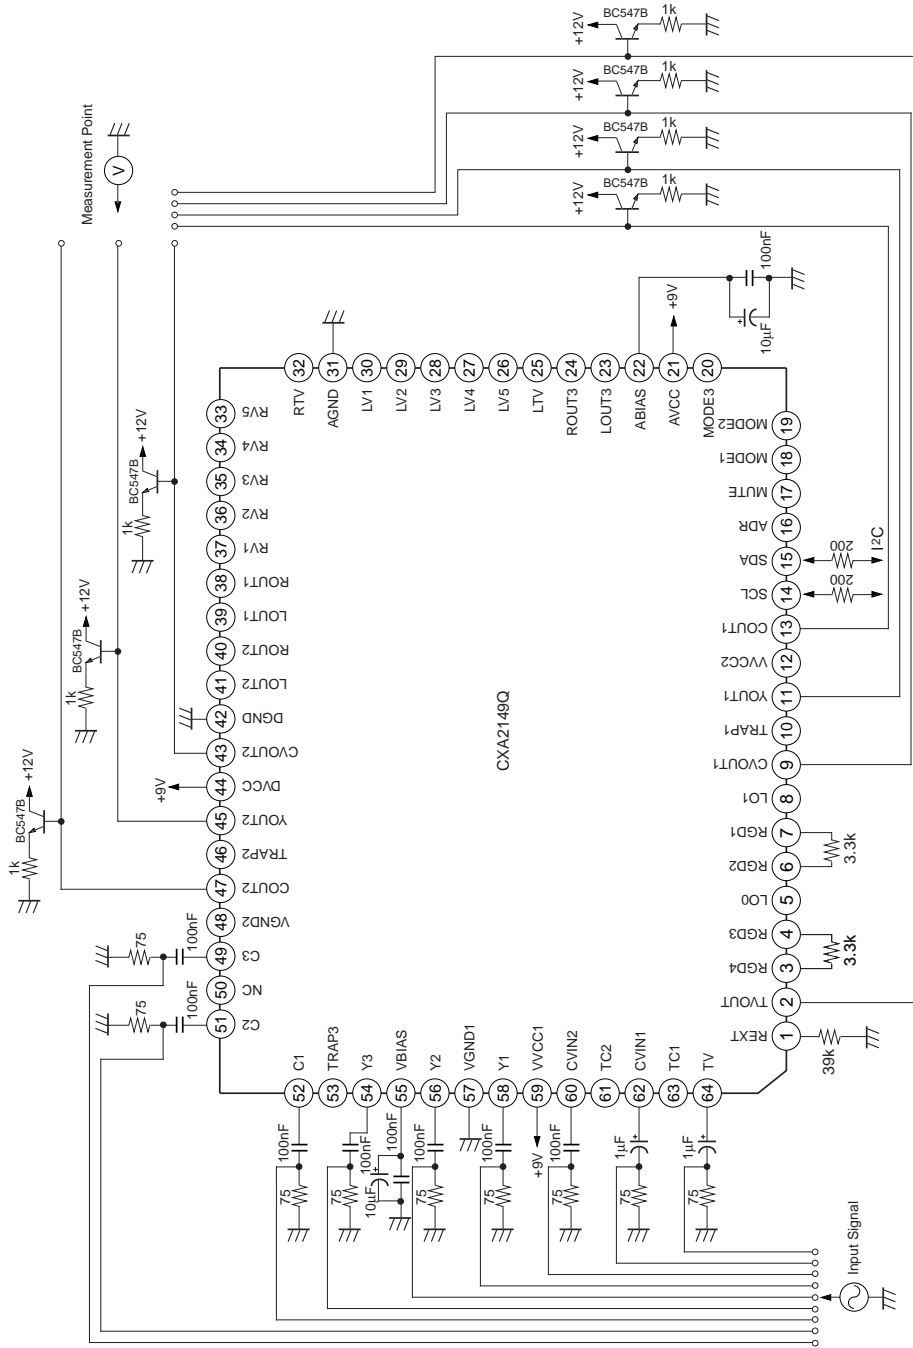 Measurement Point
V
+12V
BC547B
1k
+12V
BC547B
1k
+12V
BC547B
1k
+12V
BC547B
1k
+12V
BC547B
1k
+12V
BC547B
1k
+12V
BC547B
1k
100nF
10μF
+9V
+9V
CXA2149Q
32 RTV
31 AGND
30 LV1
29 LV2
28 LV3
27 LV4
26 LV5
25 LTV
24 ROUT3
23 LOUT3
22 ABIAS
21 AVCC
20 MODE3
33 RV5
34 RV4
35 RV3
36 RV2
37 RV1
38 ROUT1
39 LOUT1
40 ROUT2
41 LOUT2
42 DGND
43 CVOUT2
44 DVCC
45 YOUT2
46 TRAP2
47 COUT2
48 VGND2
49 C3
50 NC
51 C2
19 MODE2
18 MODE1
17 MUTE
16 ADR
15 SDA
14 SCL
13 COUT1
12 VVCC2
11 YOUT1
10 TRAP1
9 CVOUT1
8 LO1
7 RGD1
6 RGD2
5 LO0
4 RGD3
3 RGD4
2 TVOUT
1 REXT
200
200
I2C
3.3k
3.3k
39k
75
100nF
75
100nF
52 C1
53 TRAP3
54 Y3
55 VBIAS
56 Y2
57 VGND1
58 Y1
59 VVCC1
60 CVIN2
61 TC2
62 CVIN1
63 TC1
64 TV
100nF
75
100nF
75
10μF
100nF
100nF
75
100nF
75
+9V
100nF
75
1μF
75
1μF
75
Input Signal